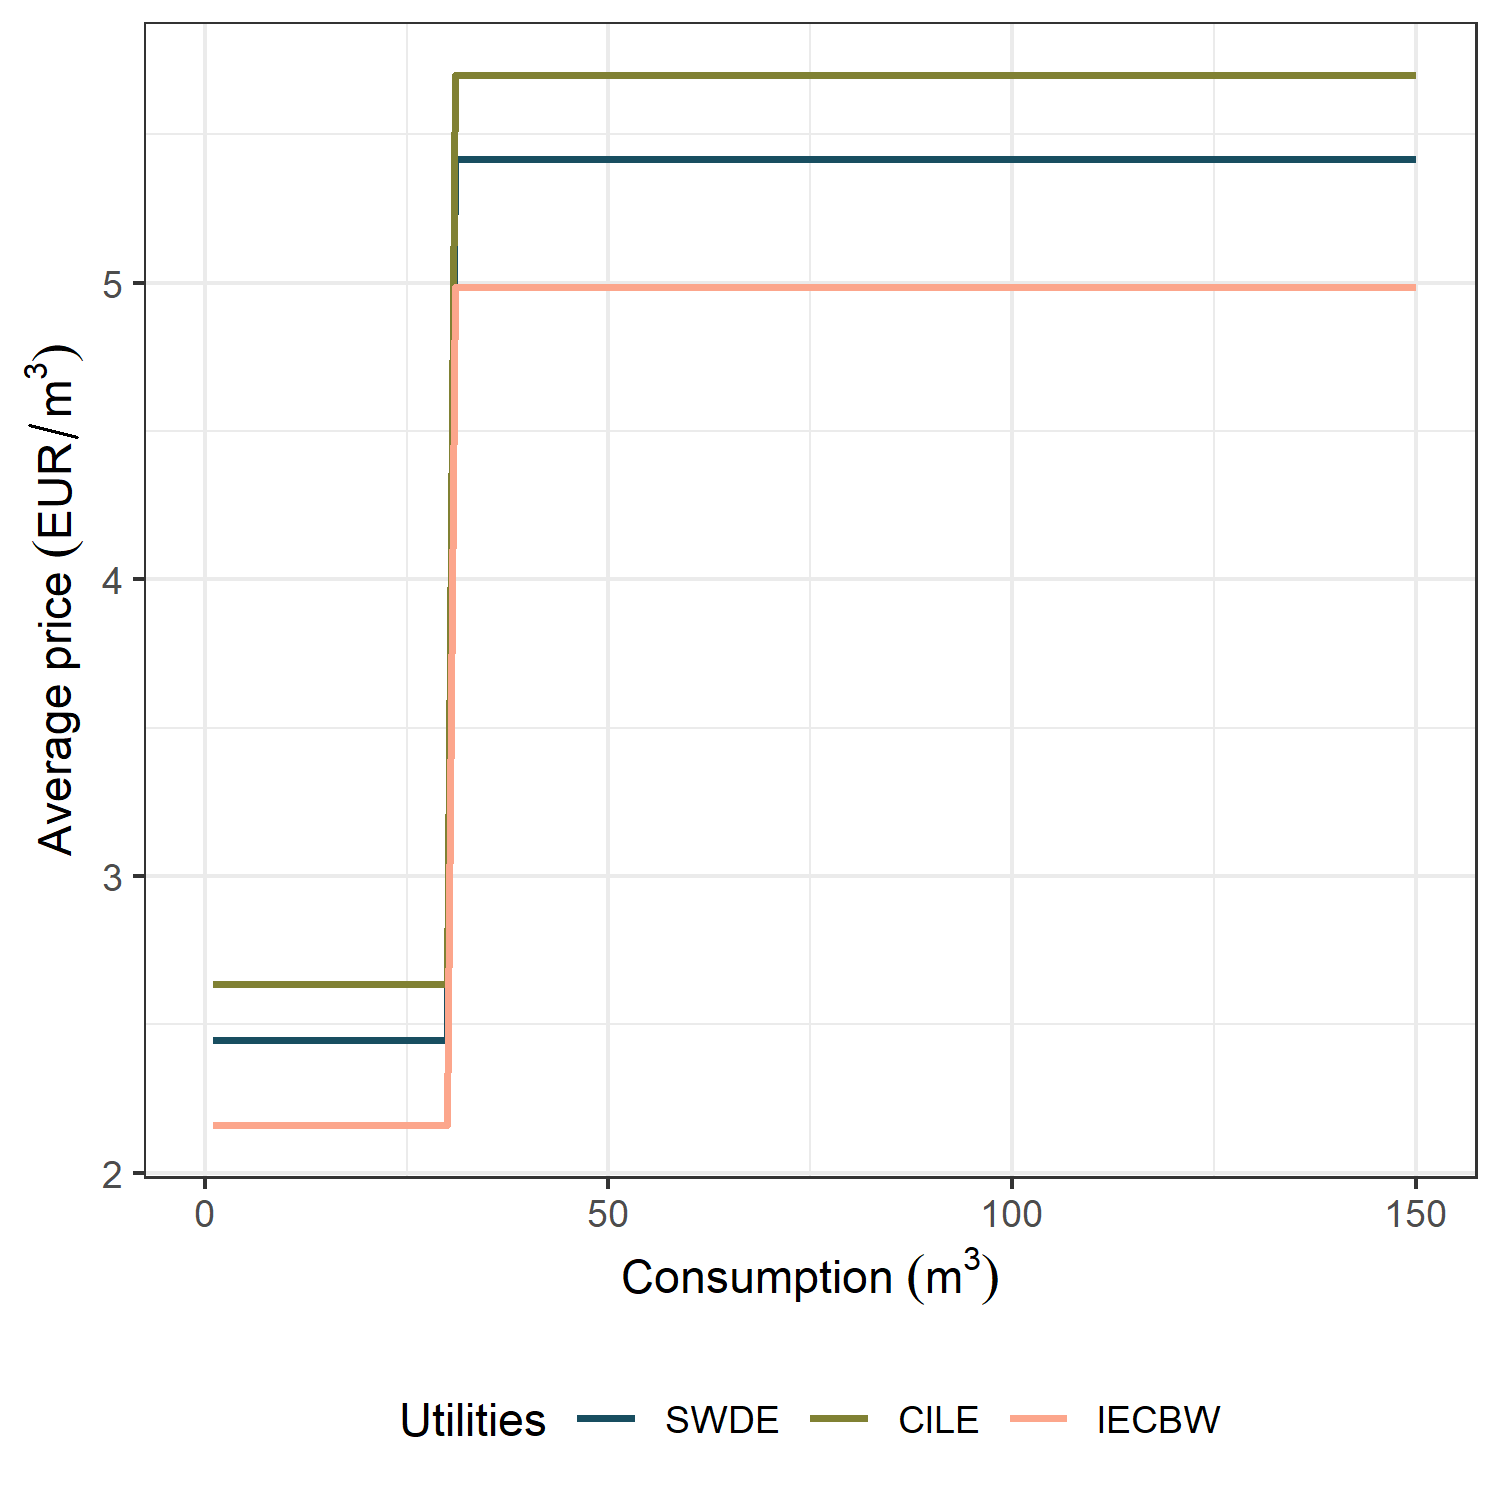 Average price (EUR/m³)
5
4
3
2
0 50 100 150
Consumption (m³)
Utilities SWDE CILE IECBW